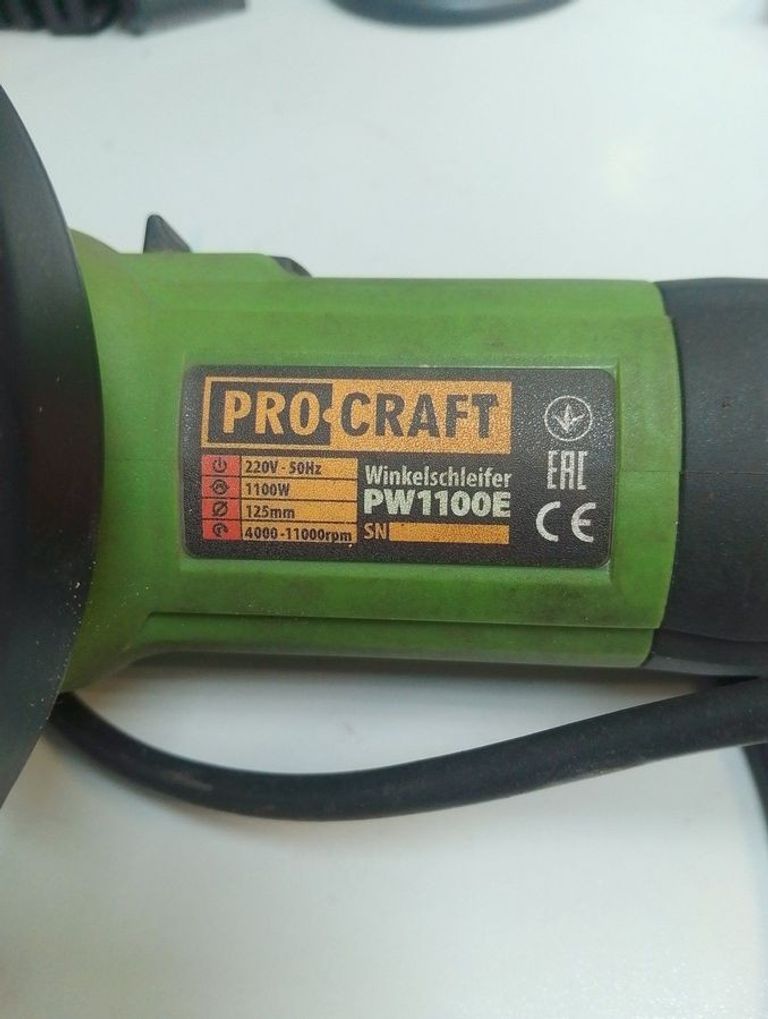 PRO·CRAFT
220V - 50Hz
1100W
125mm
4000-11000rpm
Winkelschleifer
PW1100E
SN
EAC
CE